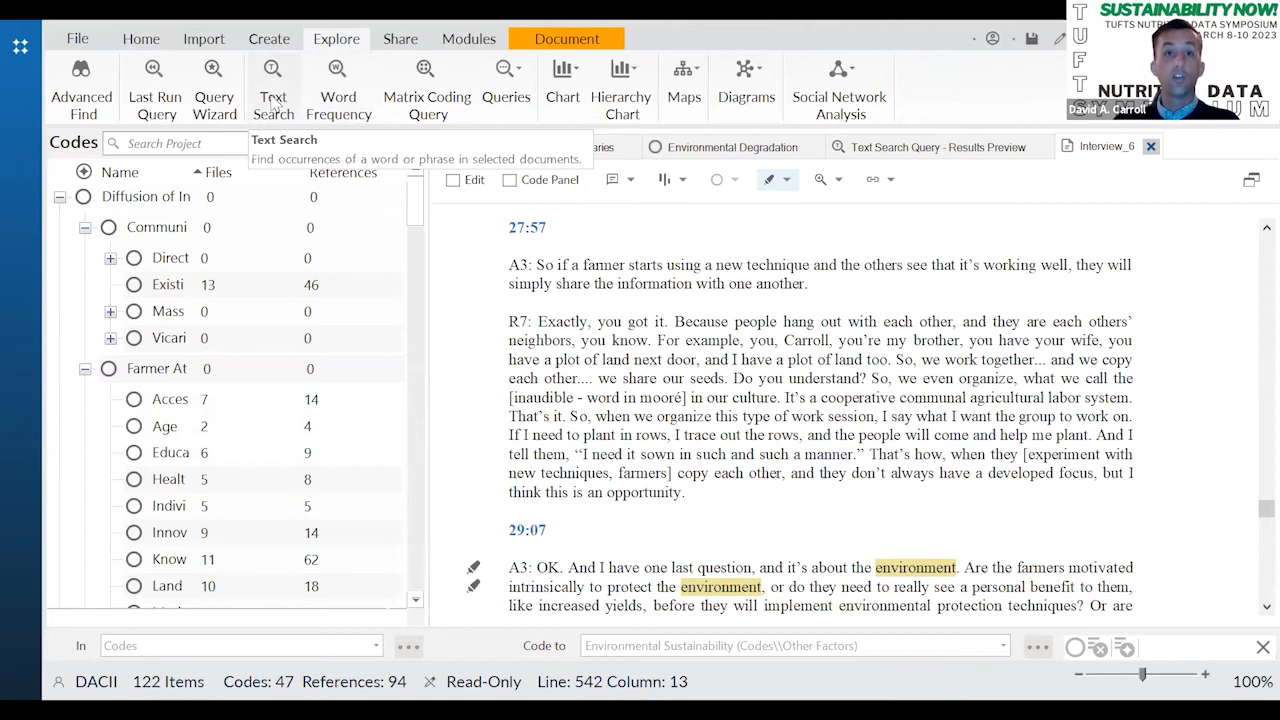 SUSTAINABILITY NOW!
TUFTS NUTRITION DATA SYMPOSIUM
MARCH 8-10 2023
TUFTS
NUTRITION DATA
David A. Carroll
File Home Import Create Explore Share Modules Document
Advanced Find
Last Run Query
Query Wizard
Text Search
Word Frequency
Matrix Coding Query
Queries
Chart
Hierarchy Chart
Maps
Diagrams
Social Network Analysis
Text Search
Find occurrences of a word or phrase in selected documents.
Codes
Search Project
aries
Environmental Degradation
Text Search Query - Results Preview
Interview_6
Name Files References
Edit
Code Panel
Diffusion of In 0 0
Communi 0 0
Direct 0 0
Existi 13 46
Mass 0 0
Vicari 0 0
Farmer At 0 0
Acces 7 14
Age 2 4
Educa 6 9
Healt 5 8
Indivi 5 5
Innov 9 14
Know 11 62
Land 10 18
27:57
A3: So if a farmer starts using a new technique and the others see that it’s working well, they will
simply share the information with one another.
R7: Exactly, you got it. Because people hang out with each other, and they are each others’
neighbors, you know. For example, you, Carroll, you’re my brother, you have your wife, you
have a plot of land next door, and I have a plot of land too. So, we work together... and we copy
each other.... we share our seeds. Do you understand? So, we even organize, what we call the
[inaudible - word in mooré] in our culture. It’s a cooperative communal agricultural labor system.
That’s it. So, when we organize this type of work session, I say what I want the group to work on.
If I need to plant in rows, I trace out the rows, and the people will come and help me plant. And I
tell them, “I need it sown in such and such a manner.” That’s how, when they [experiment with
new techniques, farmers] copy each other, and they don’t always have a developed focus, but I
think this is an opportunity.
29:07
A3: OK. And I have one last question, and it’s about the environment. Are the farmers motivated
intrinsically to protect the environment, or do they need to really see a personal benefit to them,
like increased yields, before they will implement environmental protection techniques? Or are
In Codes
Code to Environmental Sustainability (Codes\\Other Factors)
DACII 122 Items Codes: 47 References: 94 Read-Only Line: 542 Column: 13
100%